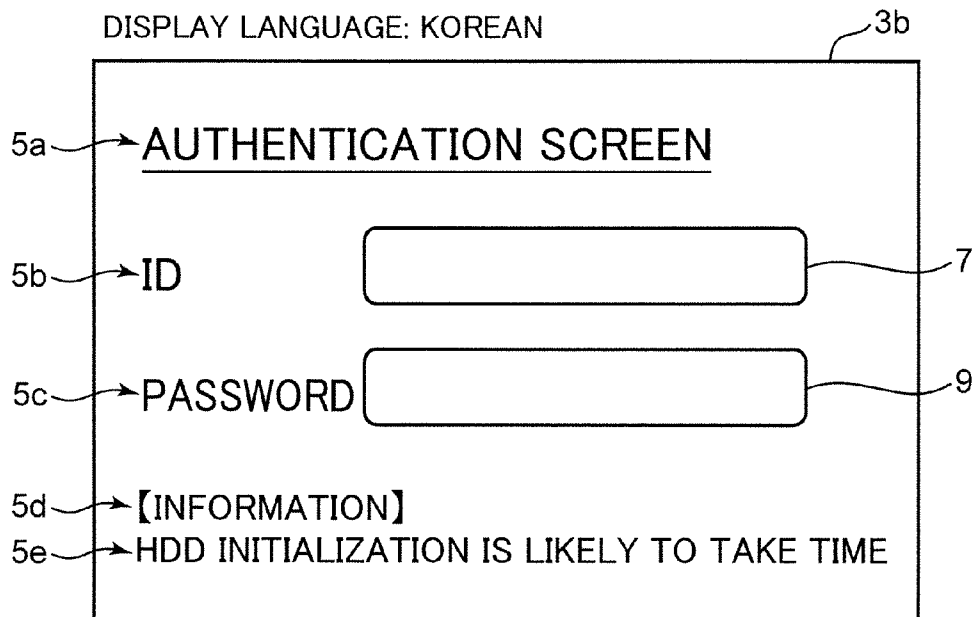 DISPLAY LANGUAGE: KOREAN
3b
5a AUTHENTICATION SCREEN
5b ID 7
5c PASSWORD 9
5d 【INFORMATION】
5e HDD INITIALIZATION IS LIKELY TO TAKE TIME